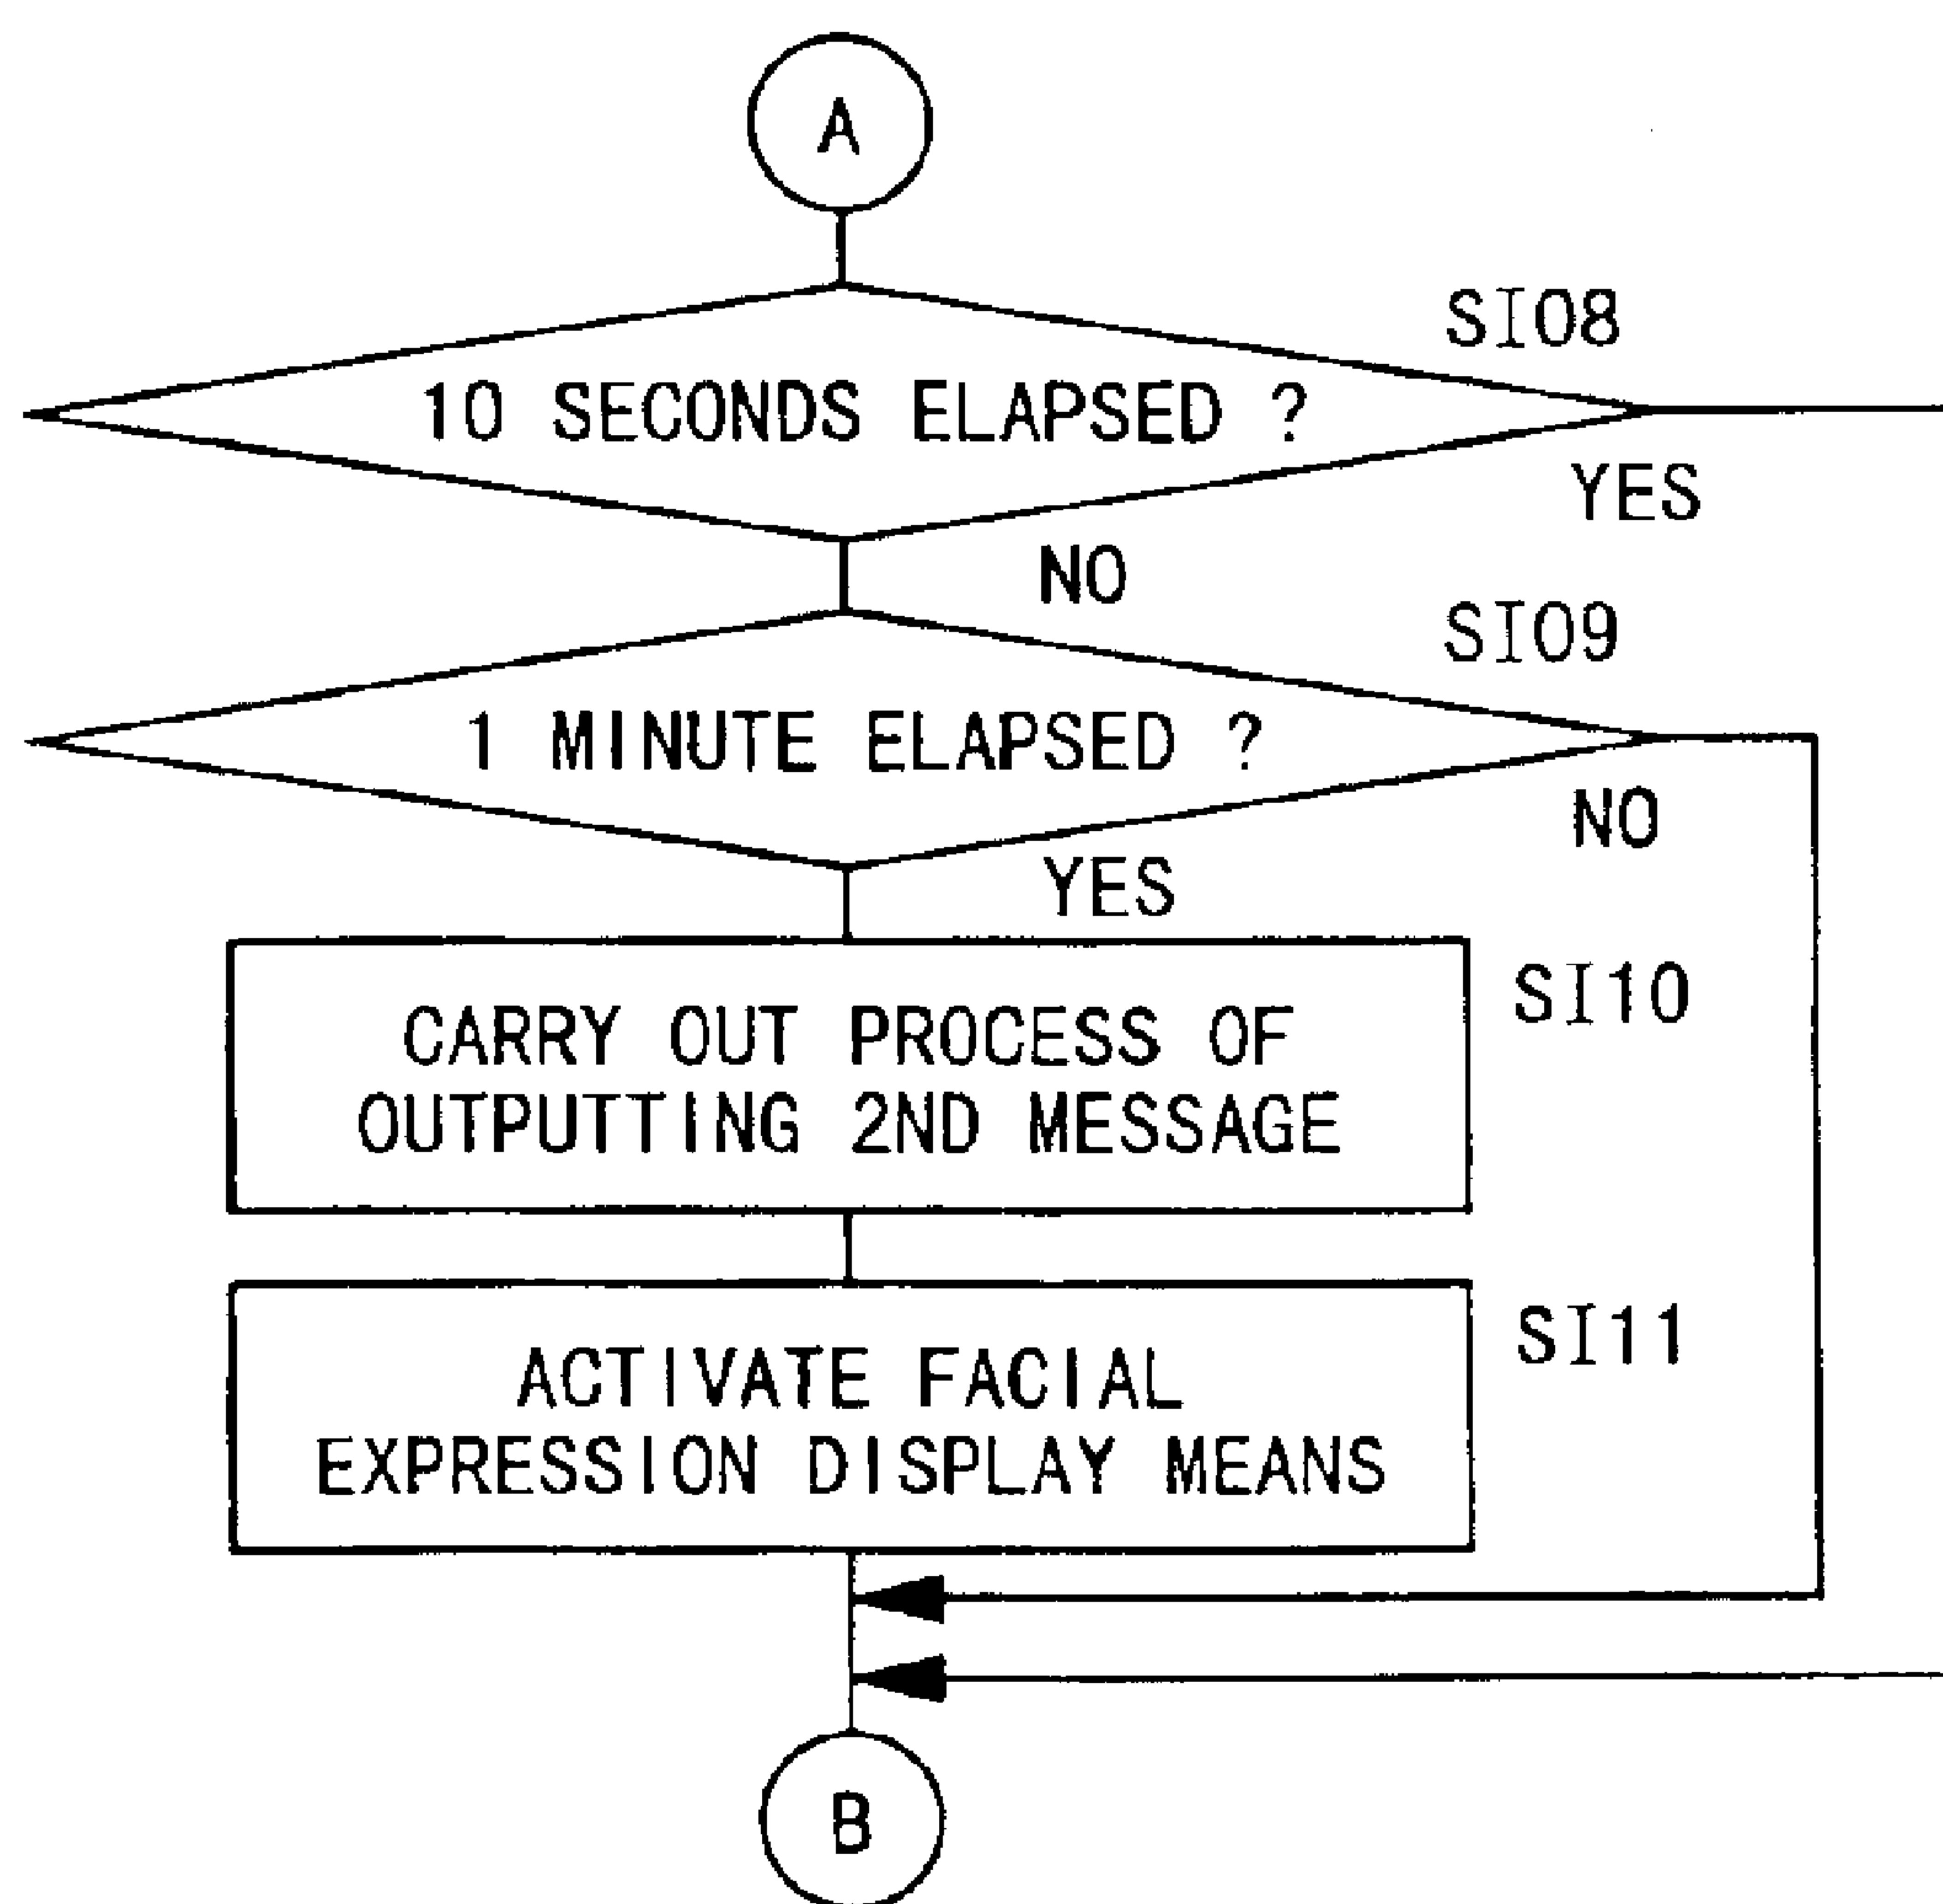 A
SI08
10 SECONDS ELAPSED ?
YES
NO
SI09
1 MINUTE ELAPSED ?
NO
YES
SI10
CARRY OUT PROCESS OF
OUTPUTTING 2ND MESSAGE
SI11
ACTIVATE FACIAL
EXPRESSION DISPLAY MEANS
B